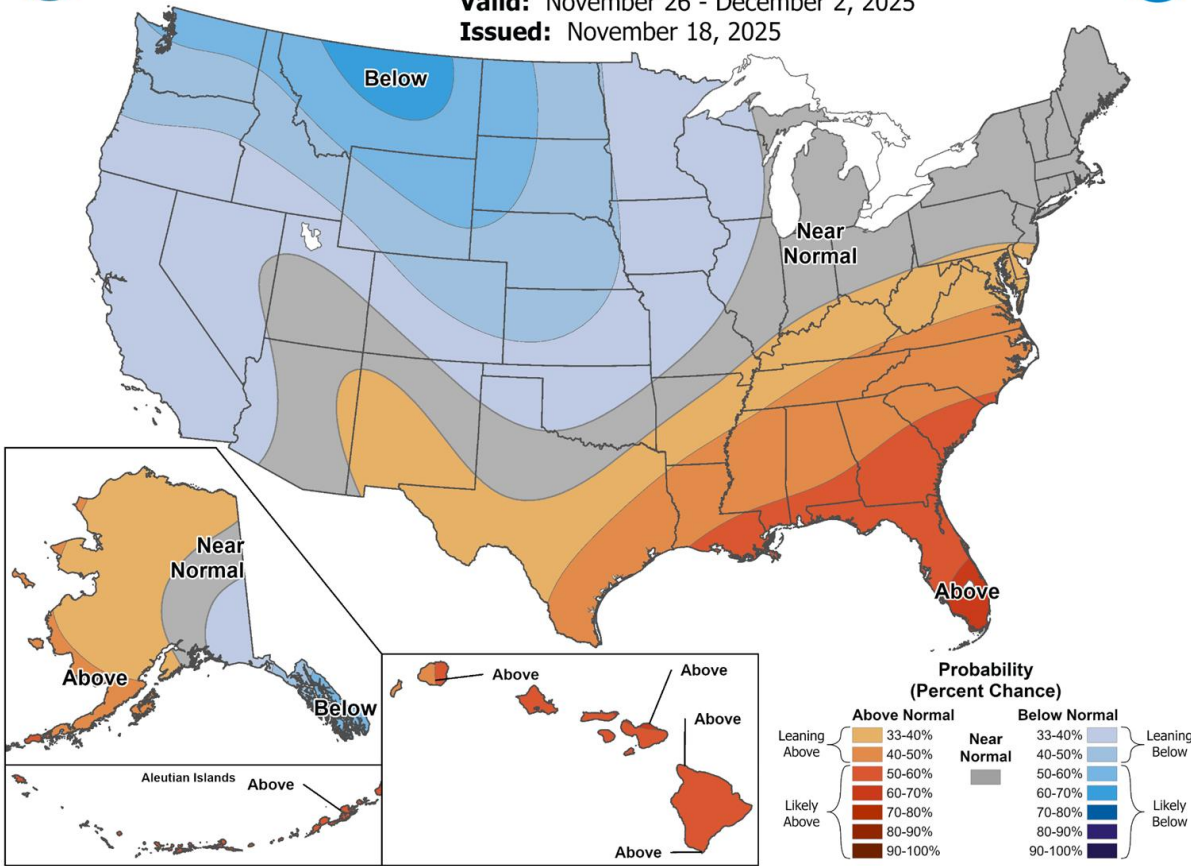 Valid: November 26 - December 2, 2025
Issued: November 18, 2025
Below
Near
Normal
Near
Normal
Above
Below
Above
Aleutian Islands
Above
Above
Above
Above
Above
Probability
(Percent Chance)
Above Normal
Below Normal
Near
Normal
Leaning
Above
33-40%
40-50%
Likely
Above
50-60%
60-70%
70-80%
80-90%
90-100%
33-40%
40-50%
Leaning
Below
50-60%
60-70%
70-80%
80-90%
90-100%
Likely
Below